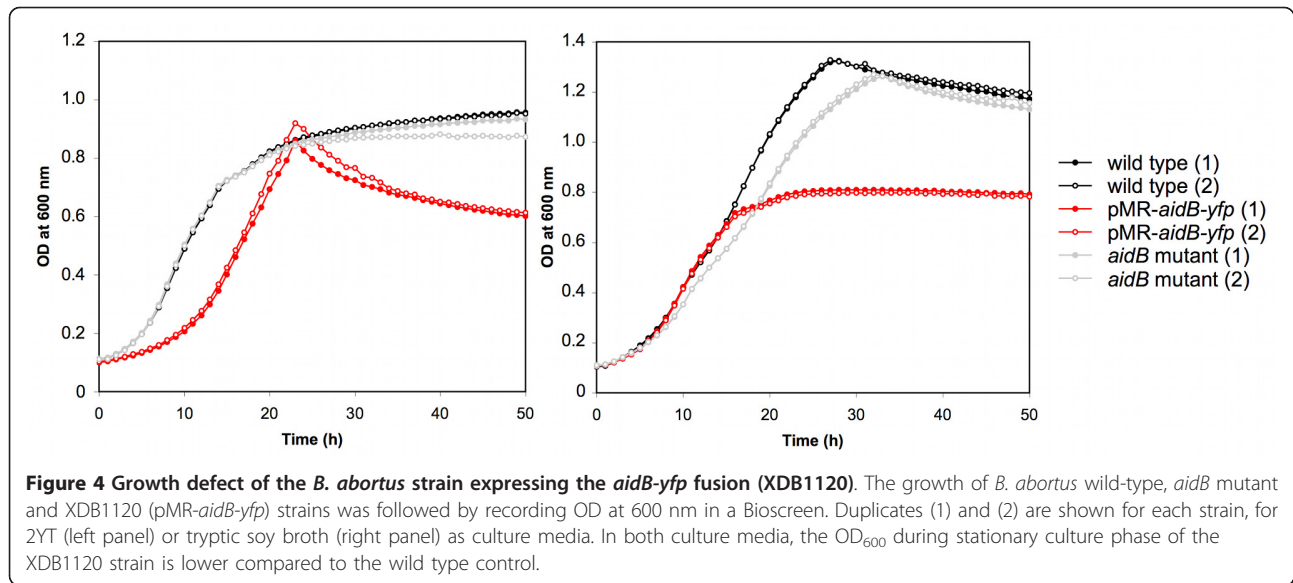 1.2
1.0
0.8
0.6
0.4
0.2
0
OD at 600 nm
0 10 20 30 40 50
Time (h)
1.4
1.2
1.0
0.8
0.6
0.4
0.2
0
OD at 600 nm
0 10 20 30 40 50
Time (h)
wild type (1)
wild type (2)
pMR-aidB-yfp (1)
pMR-aidB-yfp (2)
aidB mutant (1)
aidB mutant (2)
Figure 4 Growth defect of the B. abortus strain expressing the aidB-yfp fusion (XDB1120). The growth of B. abortus wild-type, aidB mutant
and XDB1120 (pMR-aidB-yfp) strains was followed by recording OD at 600 nm in a Bioscreen. Duplicates (1) and (2) are shown for each strain, for
2YT (left panel) or tryptic soy broth (right panel) as culture media. In both culture media, the OD600 during stationary culture phase of the
XDB1120 strain is lower compared to the wild type control.